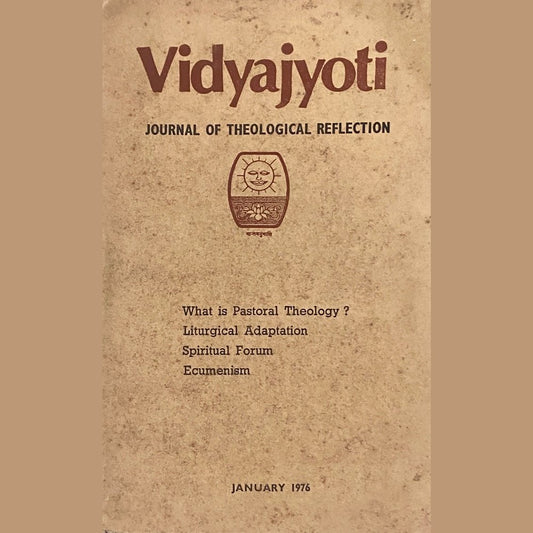 Vidyajyoti
JOURNAL OF THEOLOGICAL REFLECTION
What is Pastoral Theology ?
Liturgical Adaptation
Spiritual Forum
Ecumenism
JANUARY 1976